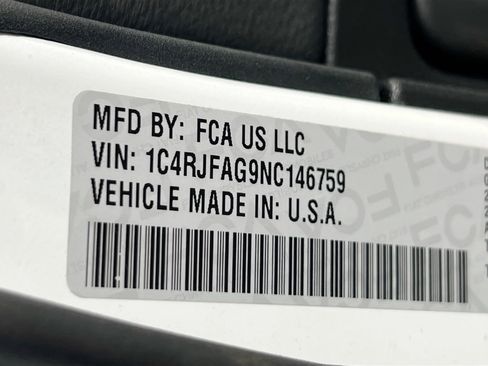 MFD BY: FCA US LLC
VIN: 1C4RJFAG9NC146759
VEHICLE MADE IN: U.S.A.